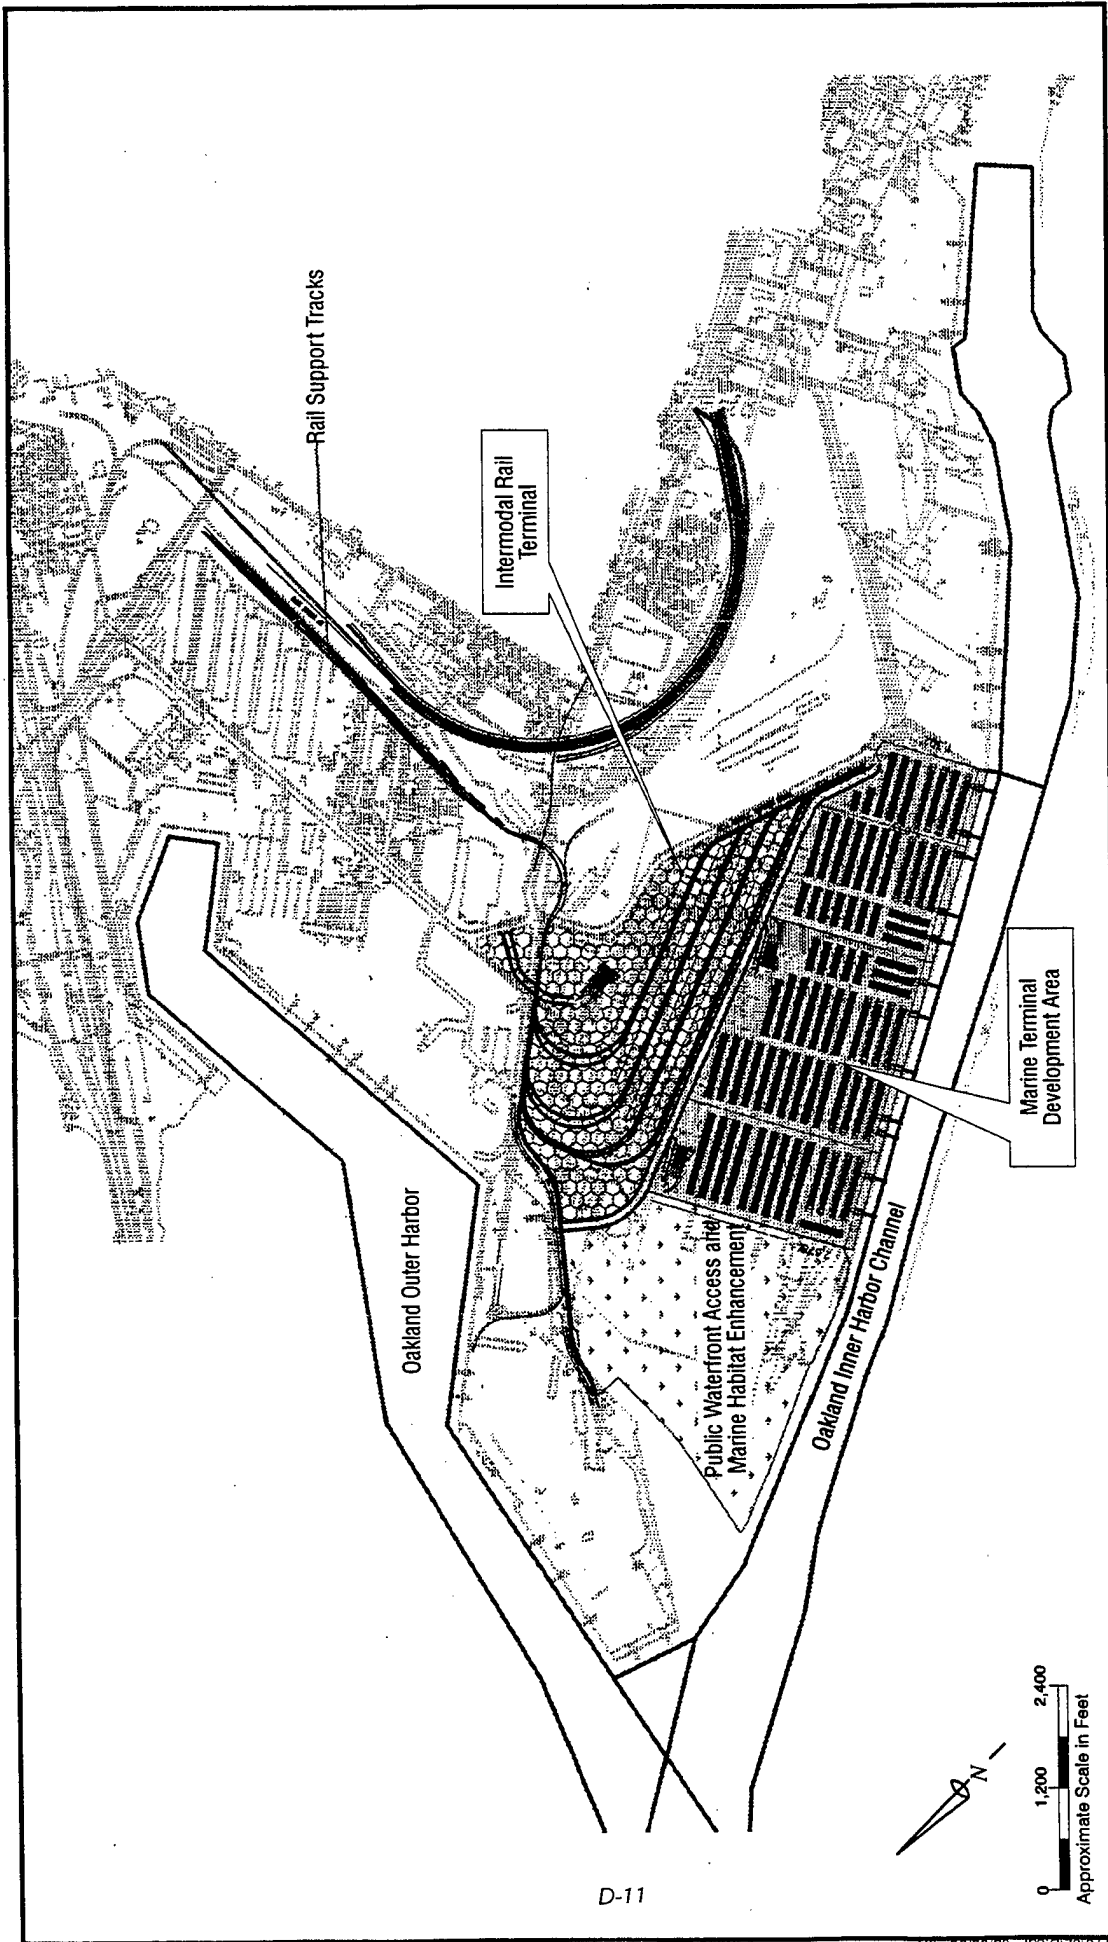 Rail Support Tracks
Intermodal Rail
Terminal
Oakland Outer Harbor
Public Waterfront Access and
Marine Habitat Enhancement
Oakland Inner Harbor Channel
Marine Terminal
Development Area
N
0 1,200 2,400
Approximate Scale in Feet
D-11